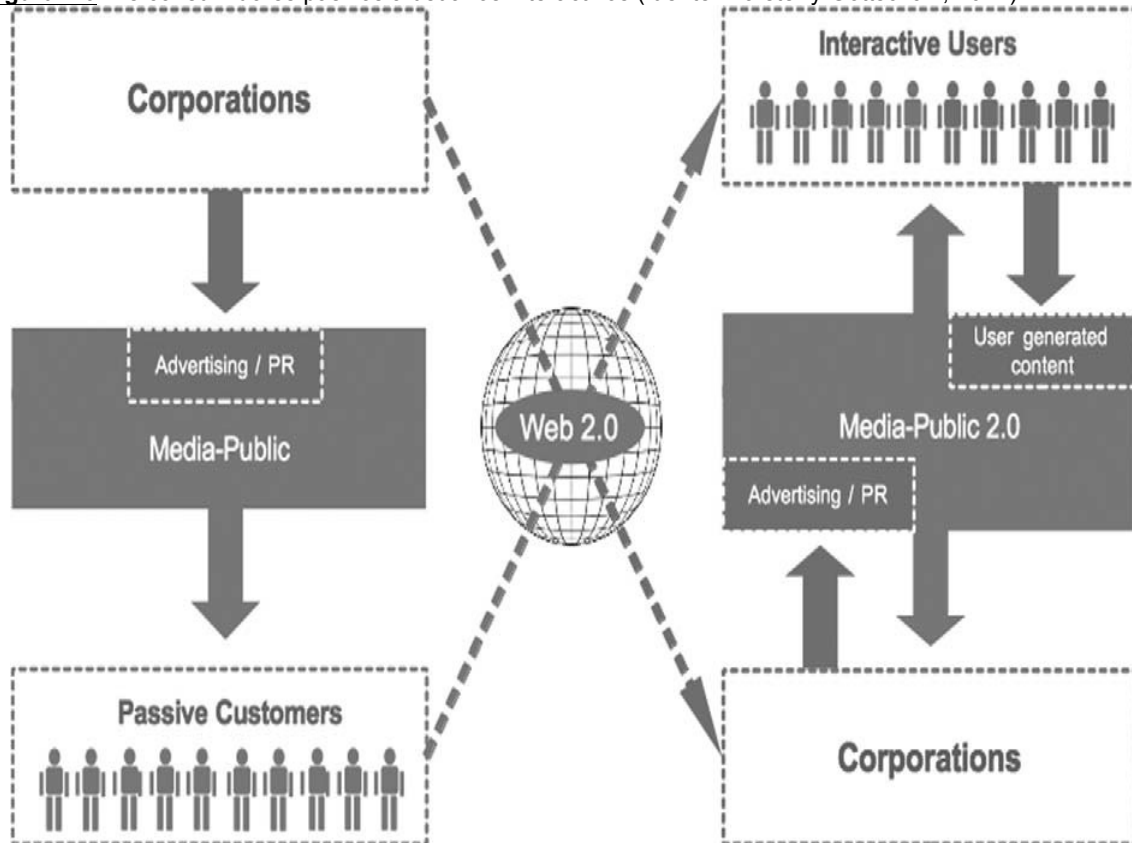 Corporations
Advertising / PR
Media-Public
Passive Customers
Web 2.0
Interactive Users
User generated
content
Media-Public 2.0
Advertising / PR
Corporations